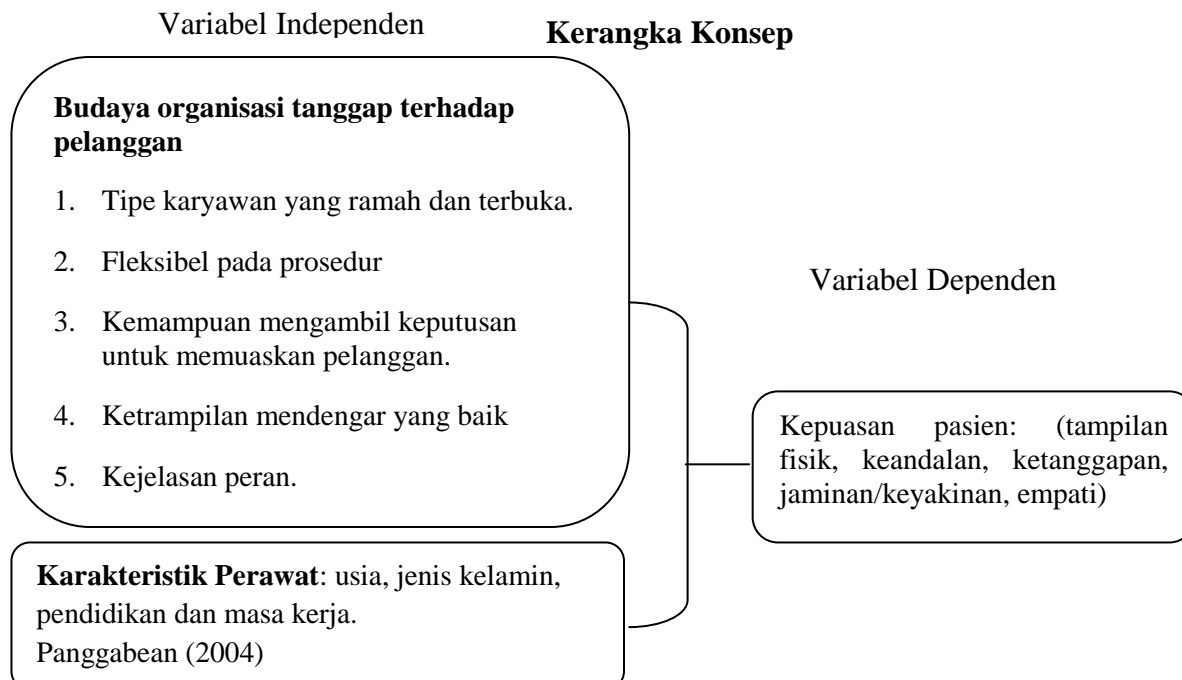 Variabel Independen
Kerangka Konsep
Budaya organisasi tanggap terhadap
pelanggan
1. Tipe karyawan yang ramah dan terbuka.
2. Fleksibel pada prosedur
3. Kemampuan mengambil keputusan
untuk memuaskan pelanggan.
4. Ketrampilan mendengar yang baik
5. Kejelasan peran.
Karakteristik Perawat: usia, jenis kelamin,
pendidikan dan masa kerja.
Panggabean (2004)
Variabel Dependen
Kepuasan pasien: (tampilan
fisik, keandalan, ketanggapan,
jaminan/keyakinan, empati)